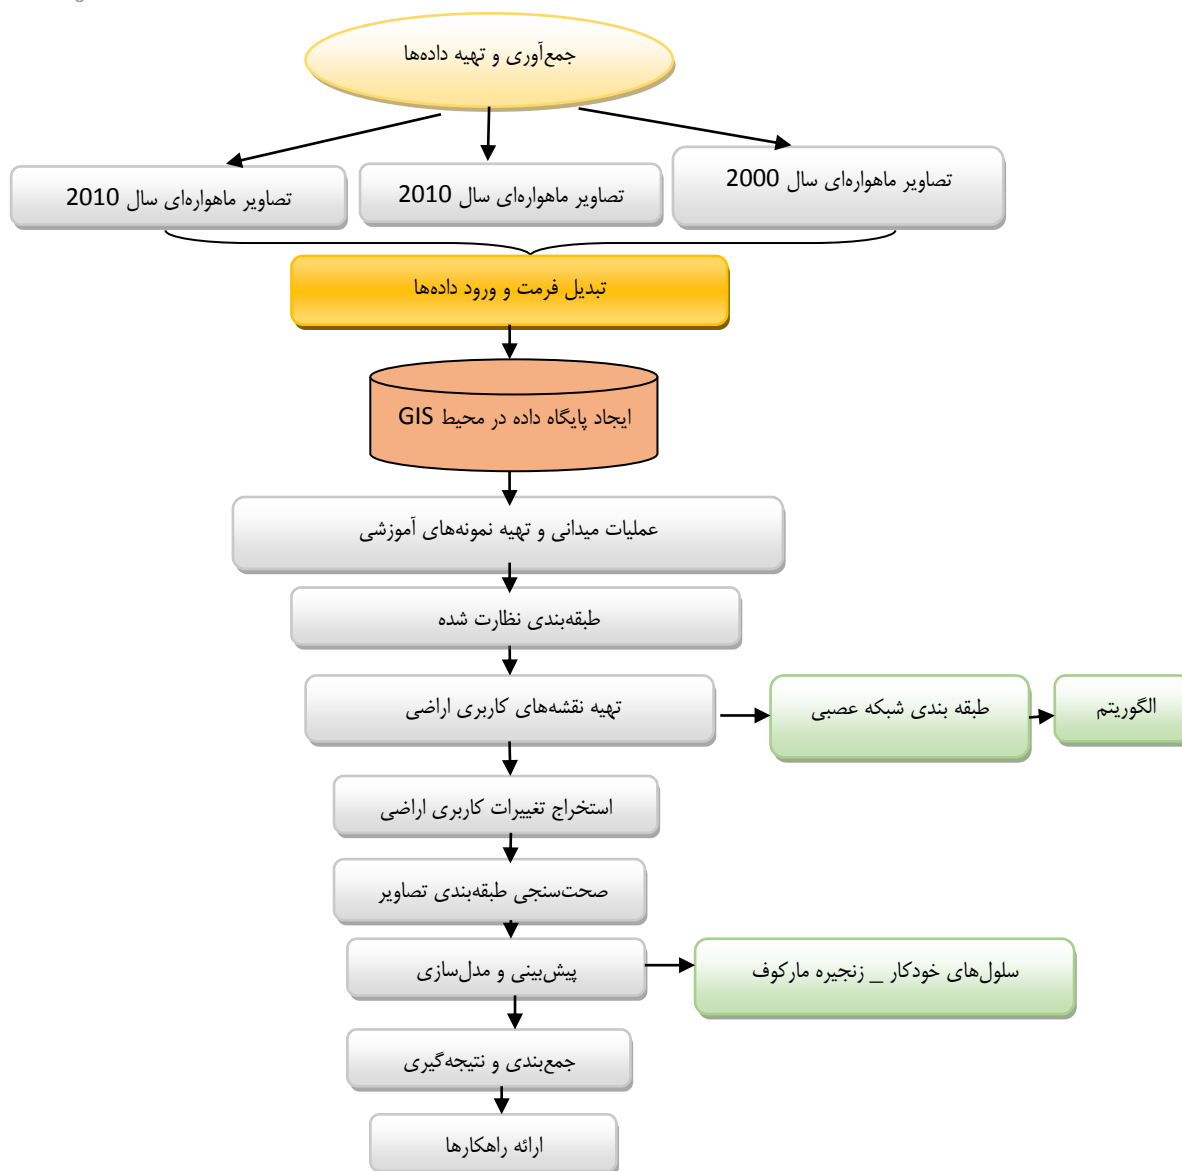 جمع‌آوری و تهیه داده‌ها
تصاویر ماهواره‌ای سال 2000
تصاویر ماهواره‌ای سال 2010
تصاویر ماهواره‌ای سال 2010
تبدیل فرمت و ورود داده‌ها
ایجاد پایگاه داده در محیط GIS
عملیات میدانی و تهیه نمونه‌های آموزشی
طبقه‌بندی نظارت شده
تهیه نقشه‌های کاربری اراضی
طبقه بندی شبکه عصبی
الگوریتم
استخراج تغییرات کاربری اراضی
صحت‌سنجی طبقه‌بندی تصاویر
پیش‌بینی و مدل‌سازی
سلول‌های خودکار _ زنجیره مارکوف
جمع‌بندی و نتیجه‌گیری
ارائه راهکارها